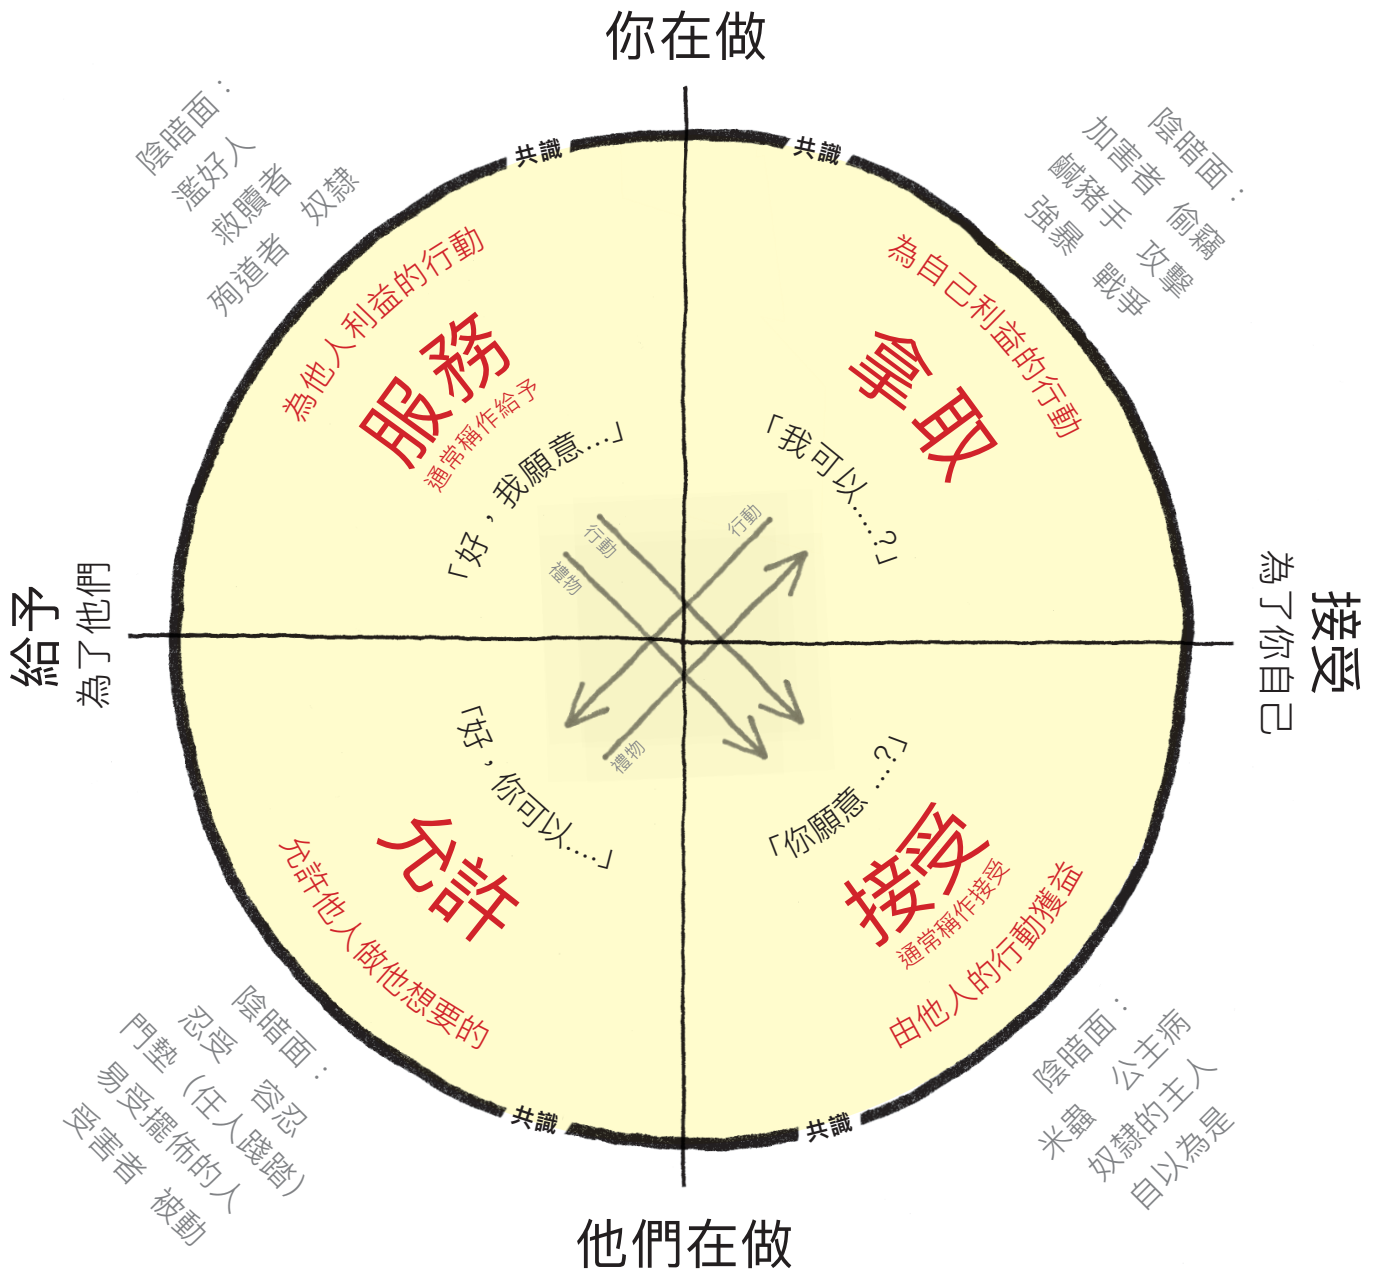 你在做
陰暗面：
濫好人
救贖者
殉道者 奴隸
陰暗面：
加害者 偷竊
鹹豬手 攻擊
強暴 戰爭
共識
共識
為他人利益的行動
服務
通常稱作給予
「好，我願意...」
為自己利益的行動
拿取
「我可以.....?」
行動
禮物
行動
禮物
給予
為了他們
接受
為了你自己
「好，你可以....」
允許
允許他人做他想要的
「你願意 ...?」
接受
通常稱作接受
由他人的行動獲益
共識
共識
陰暗面：
忍受 容忍
門墊（任人踐踏）
易受擺佈的人
受害者 被動
陰暗面：
米蟲 公主病
奴隸的主人
自以為是
他們在做